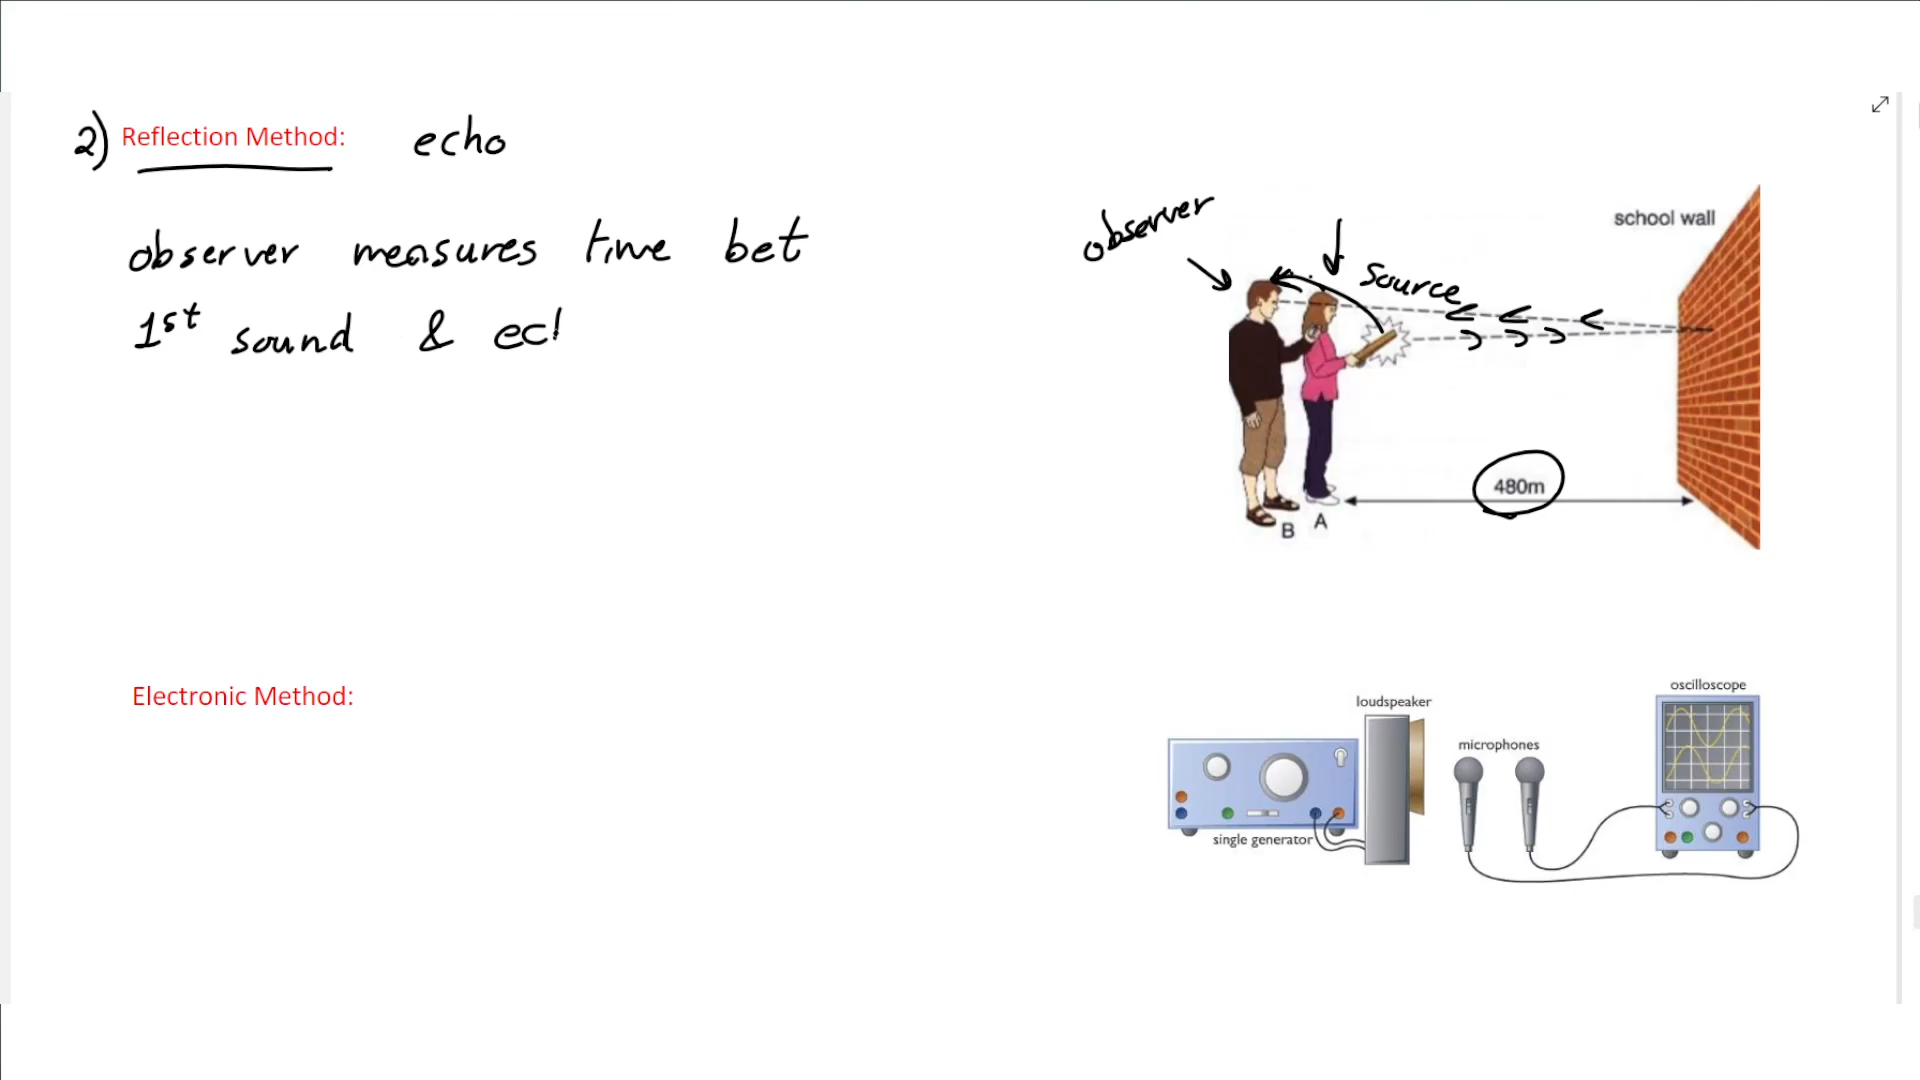 2) Reflection Method: echo
observer measures time bet
1st sound & ech
observer
source
school wall
480m
B A
Electronic Method:
oscilloscope
loudspeaker
microphones
single generator